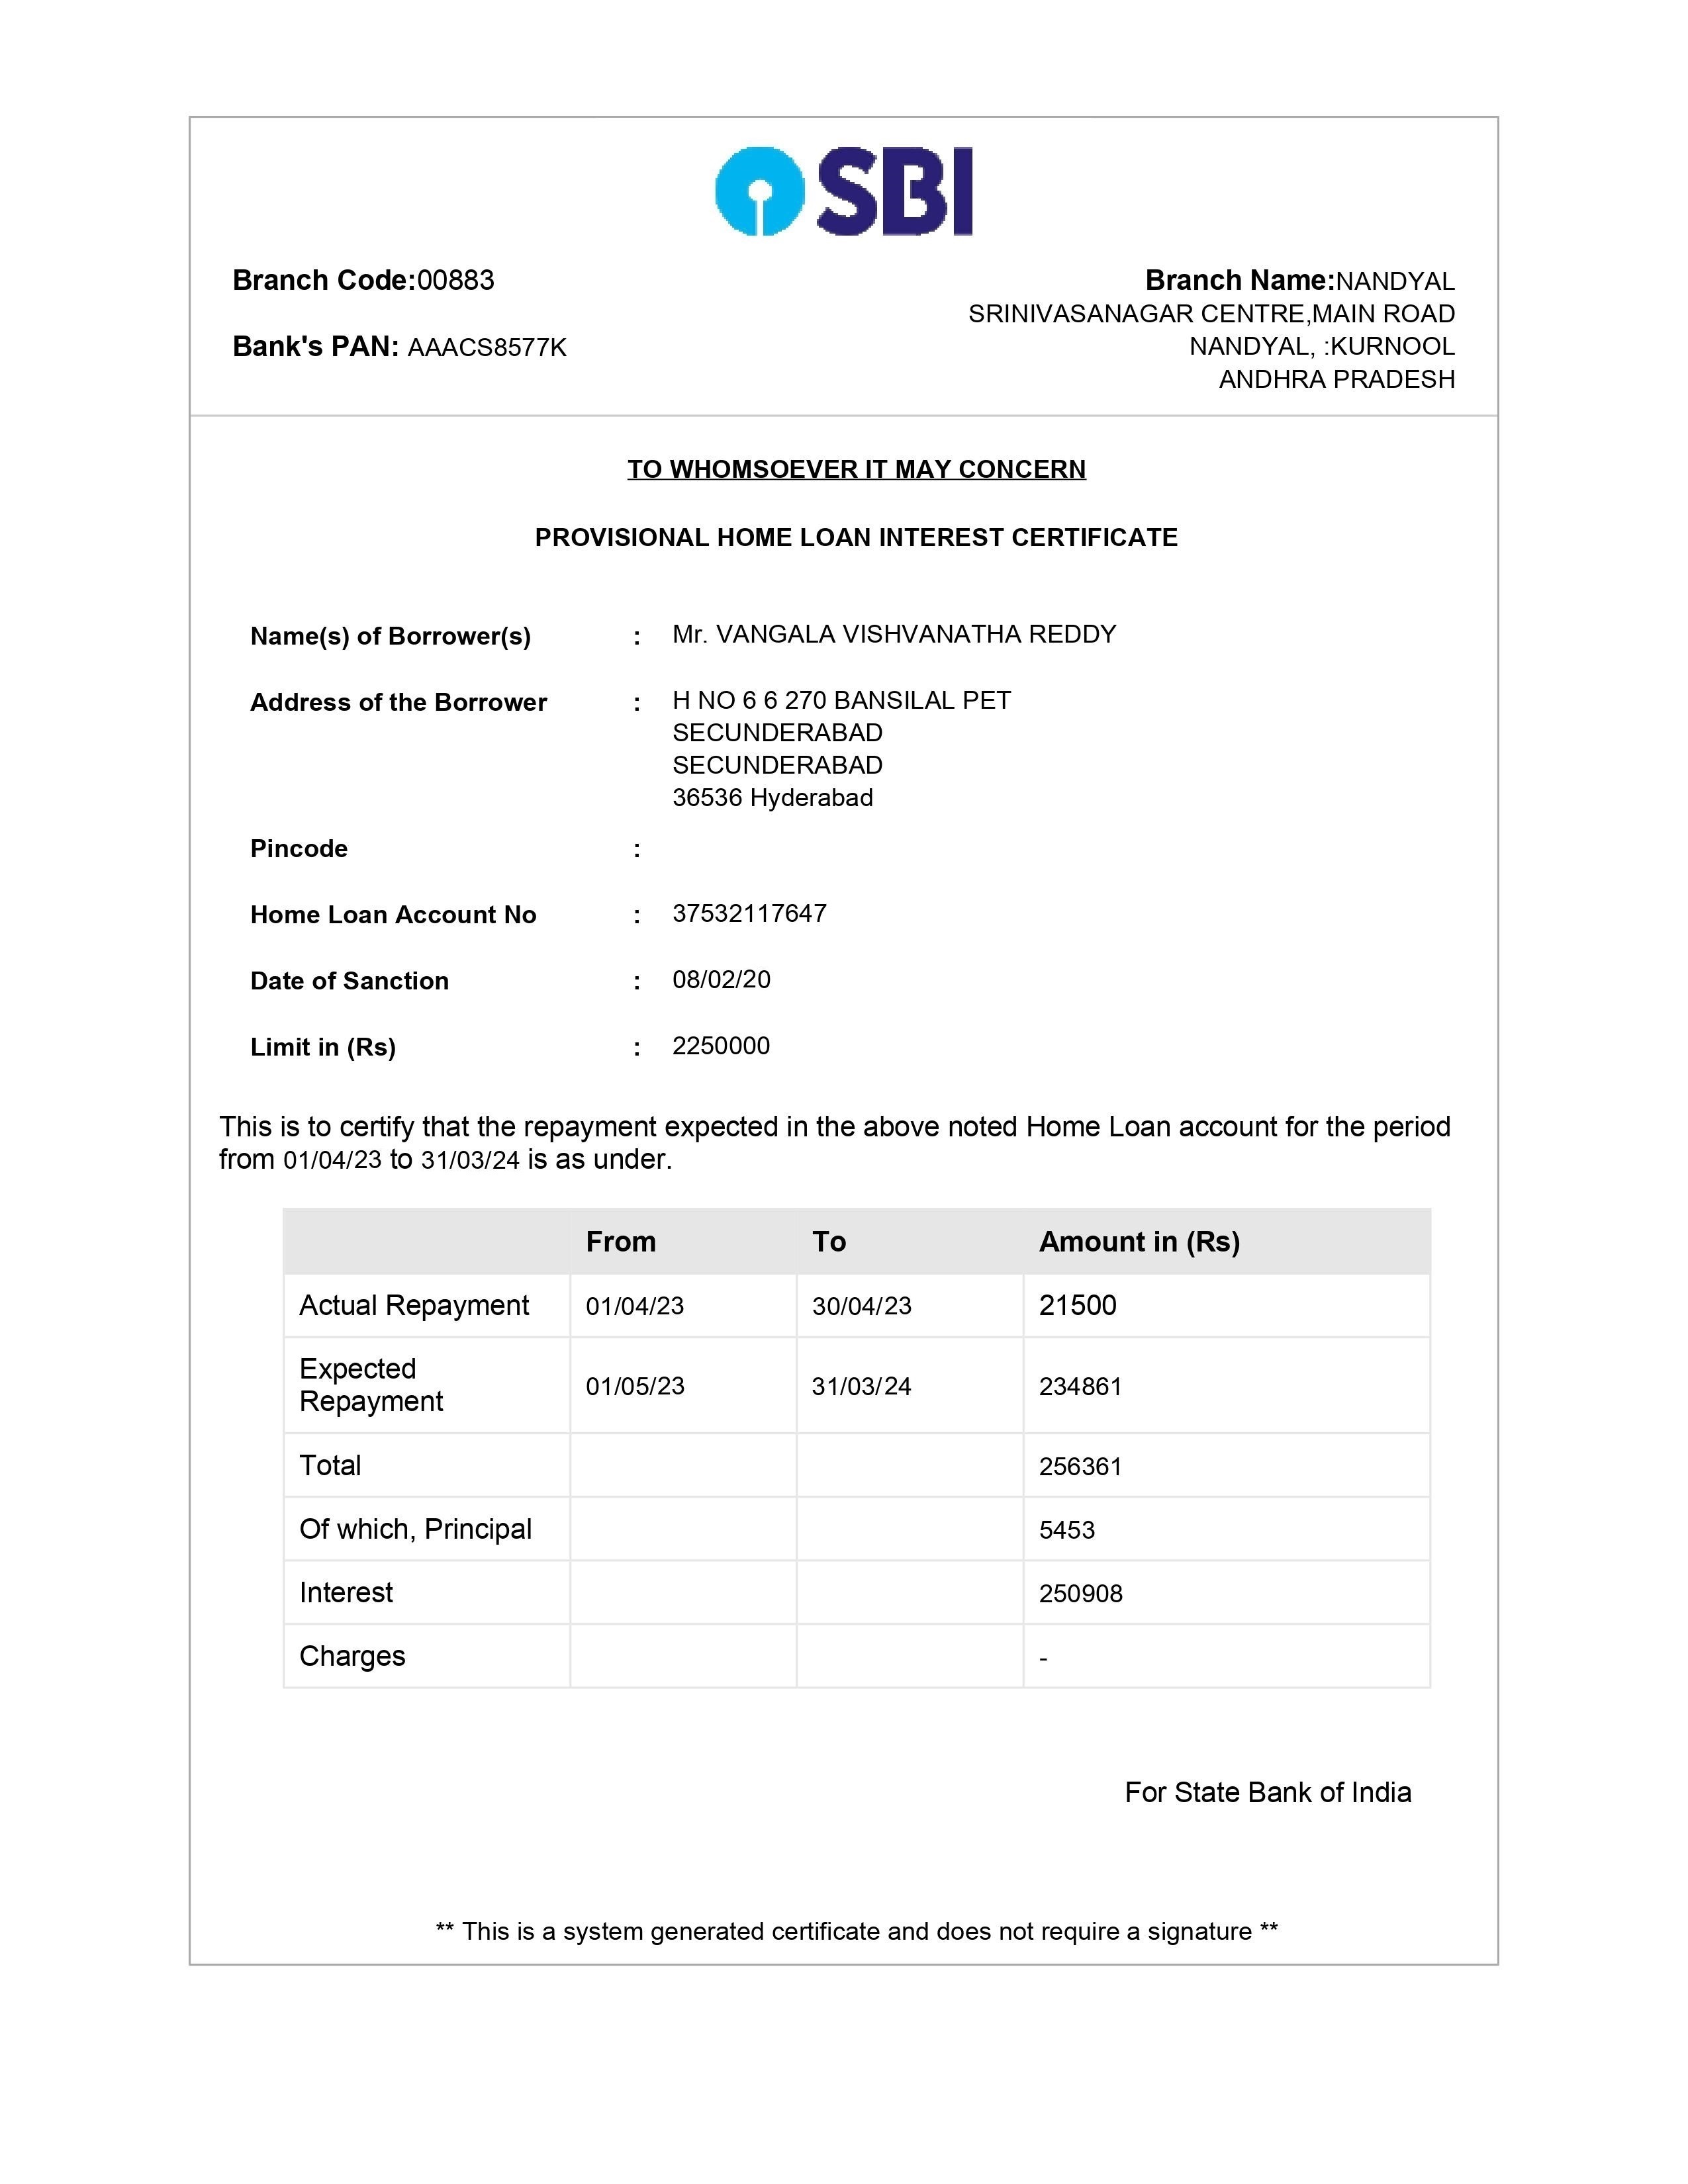 SBI
Branch Code:00883
Bank's PAN: AAACS8577K
Branch Name:NANDYAL
SRINIVASANAGAR CENTRE,MAIN ROAD
NANDYAL, :KURNOOL
ANDHRA PRADESH
TO WHOMSOEVER IT MAY CONCERN
PROVISIONAL HOME LOAN INTEREST CERTIFICATE
Name(s) of Borrower(s) : Mr. VANGALA VISHVANATHA REDDY
Address of the Borrower : H NO 6 6 270 BANSILAL PET
SECUNDERABAD
SECUNDERABAD
36536 Hyderabad
Pincode :
Home Loan Account No : 37532117647
Date of Sanction : 08/02/20
Limit in (Rs) : 2250000
This is to certify that the repayment expected in the above noted Home Loan account for the period
from 01/04/23 to 31/03/24 is as under.
From To Amount in (Rs)
Actual Repayment 01/04/23 30/04/23 21500
Expected
Repayment 01/05/23 31/03/24 234861
Total 256361
Of which, Principal 5453
Interest 250908
Charges -
For State Bank of India
** This is a system generated certificate and does not require a signature **